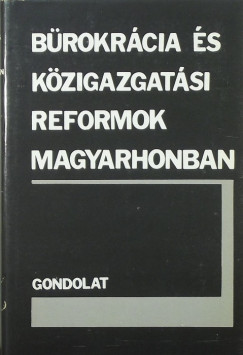 BÜROKRÁCIA ÉS
KÖZIGAZGATÁSI
REFORMOK
MAGYARHONBAN
GONDOLAT